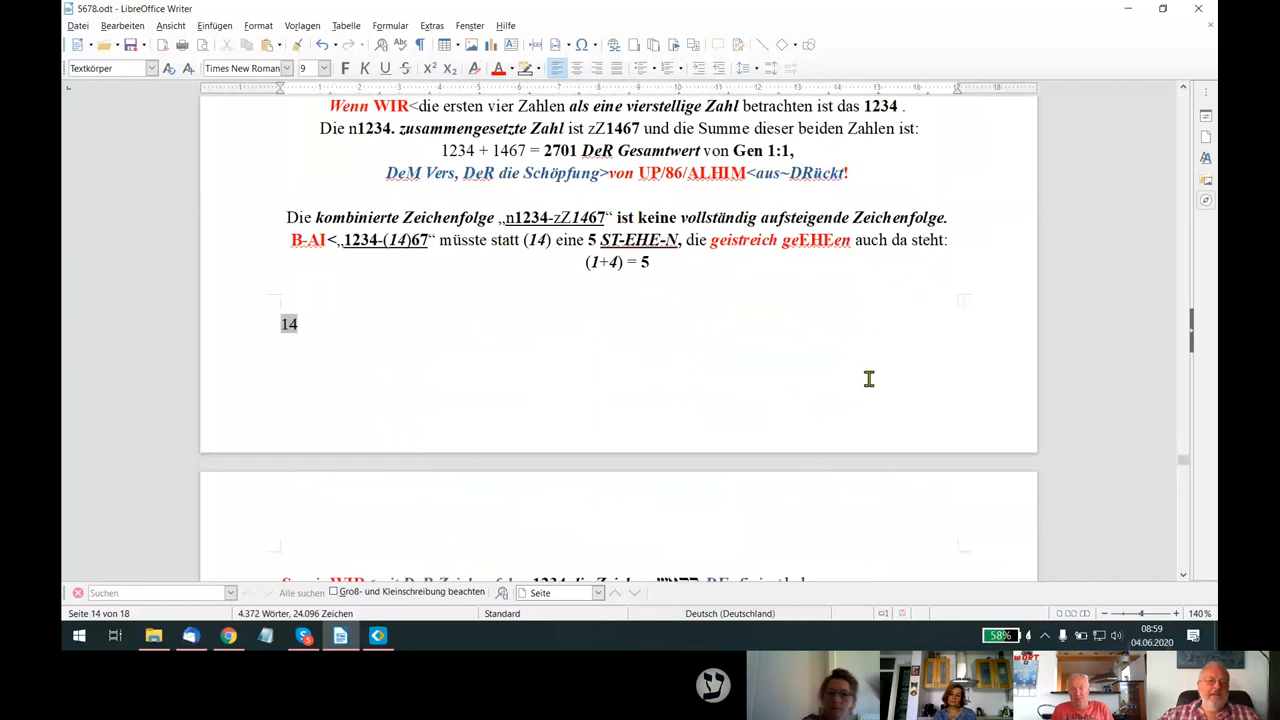 5678.odt - LibreOffice Writer
Datei Bearbeiten Ansicht Einfügen Format Vorlagen Tabelle Formular Extras Fenster Hilfe
Textkörper Times New Roman 9
Wenn WIR<die ersten vier Zahlen als eine vierstellige Zahl betrachten ist das 1234 .
Die n1234. zusammengesetzte Zahl ist zZ1467 und die Summe dieser beiden Zahlen ist:
1234 + 1467 = 2701 DeR Gesamtwert von Gen 1:1,
DeM Vers, DeR die Schöpfung>von UP/86/ALHIM<aus~DRückt!
Die kombinierte Zeichenfolge „n1234-zZ1467“ ist keine vollständig aufsteigende Zeichenfolge.
B-AI<„1234-(14)67“ müsste statt (14) eine 5 ST-EHE-N, die geistreich geEHEen auch da steht:
(1+4) = 5
14
Suchen Alle suchen Groß- und Kleinschreibung beachten Seite
Seite 14 von 18 4.372 Wörter, 24.096 Zeichen Standard Deutsch (Deutschland) 140 %
58% 08:59
04.06.2020
WORT